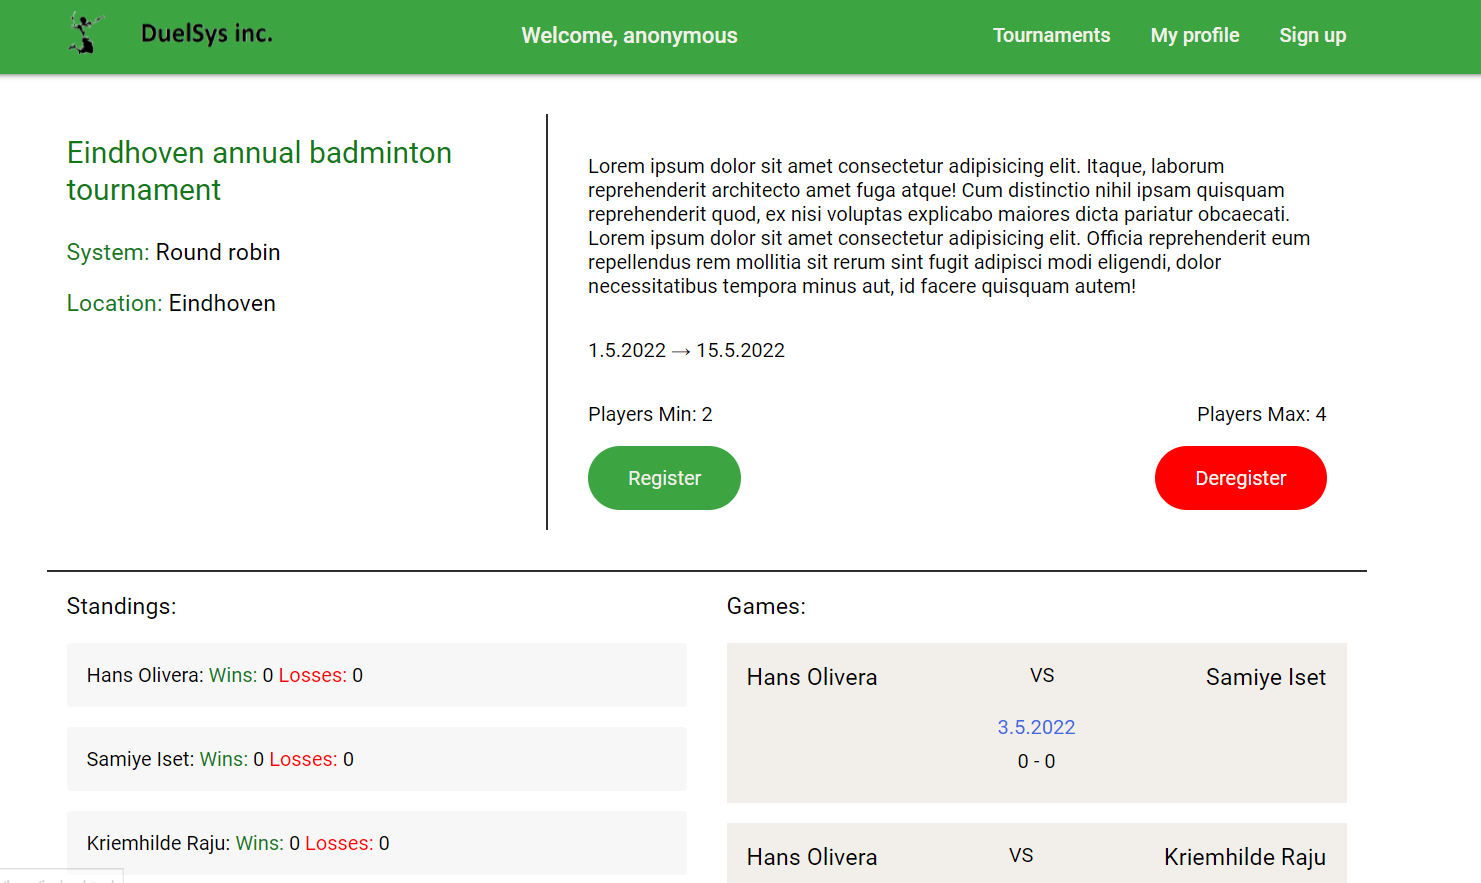 DuelSys inc.
Welcome, anonymous
Tournaments
My profile
Sign up
Eindhoven annual badminton
tournament
System: Round robin
Location: Eindhoven
Lorem ipsum dolor sit amet consectetur adipisicing elit. Itaque, laborum
reprehenderit architecto amet fuga atque! Cum distinctio nihil ipsam quisquam
reprehenderit quod, ex nisi voluptas explicabo maiores dicta pariatur obcaecati.
Lorem ipsum dolor sit amet consectetur adipisicing elit. Officia reprehenderit eum
repellendus rem mollitia sit rerum sint fugit adipisci modi eligendi, dolor
necessitatibus tempora minus aut, id facere quisquam autem!
1.5.2022 → 15.5.2022
Players Min: 2
Players Max: 4
Register
Deregister
Standings:
Hans Olivera: Wins: 0 Losses: 0
Samiye Iset: Wins: 0 Losses: 0
Kriemhilde Raju: Wins: 0 Losses: 0
Games:
Hans Olivera VS Samiye Iset
3.5.2022
0 - 0
Hans Olivera VS Kriemhilde Raju